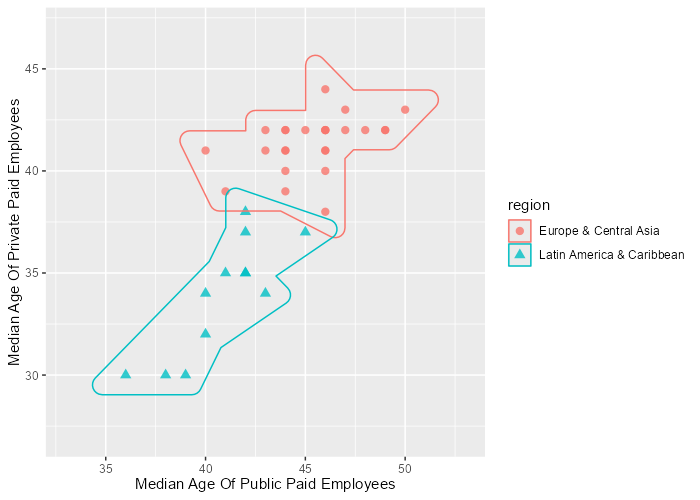 45
40
35
30
Median Age Of Private Paid Employees
35
40
45
50
Median Age Of Public Paid Employees
region
Europe & Central Asia
Latin America & Caribbean